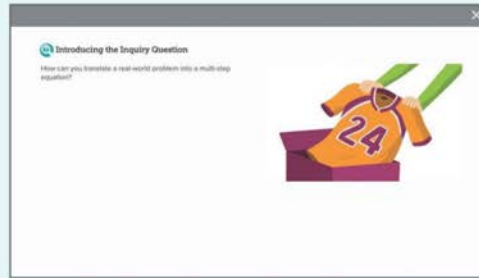 Introducing the Inquiry Question
How can you translate a real-world problem into a multi-step
equation?
24